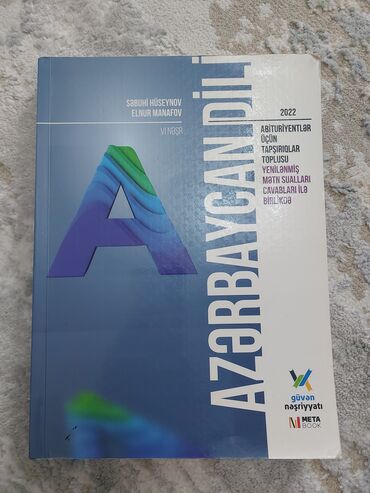 SƏBUHİ HÜSEYNOV
ELNUR MANAFOV
VI NƏŞR
A
AZƏRBAYCAN DİLİ
2022
ABİTURİYENTLƏR
ÜÇÜN
TAPŞIRIQLAR
TOPLUSU
YENİLƏNMİŞ
MƏTN SUALLARI
CAVABLARI İLƏ
BİRLİKDƏ
güvən
nəşriyyatı
M META
BOOK